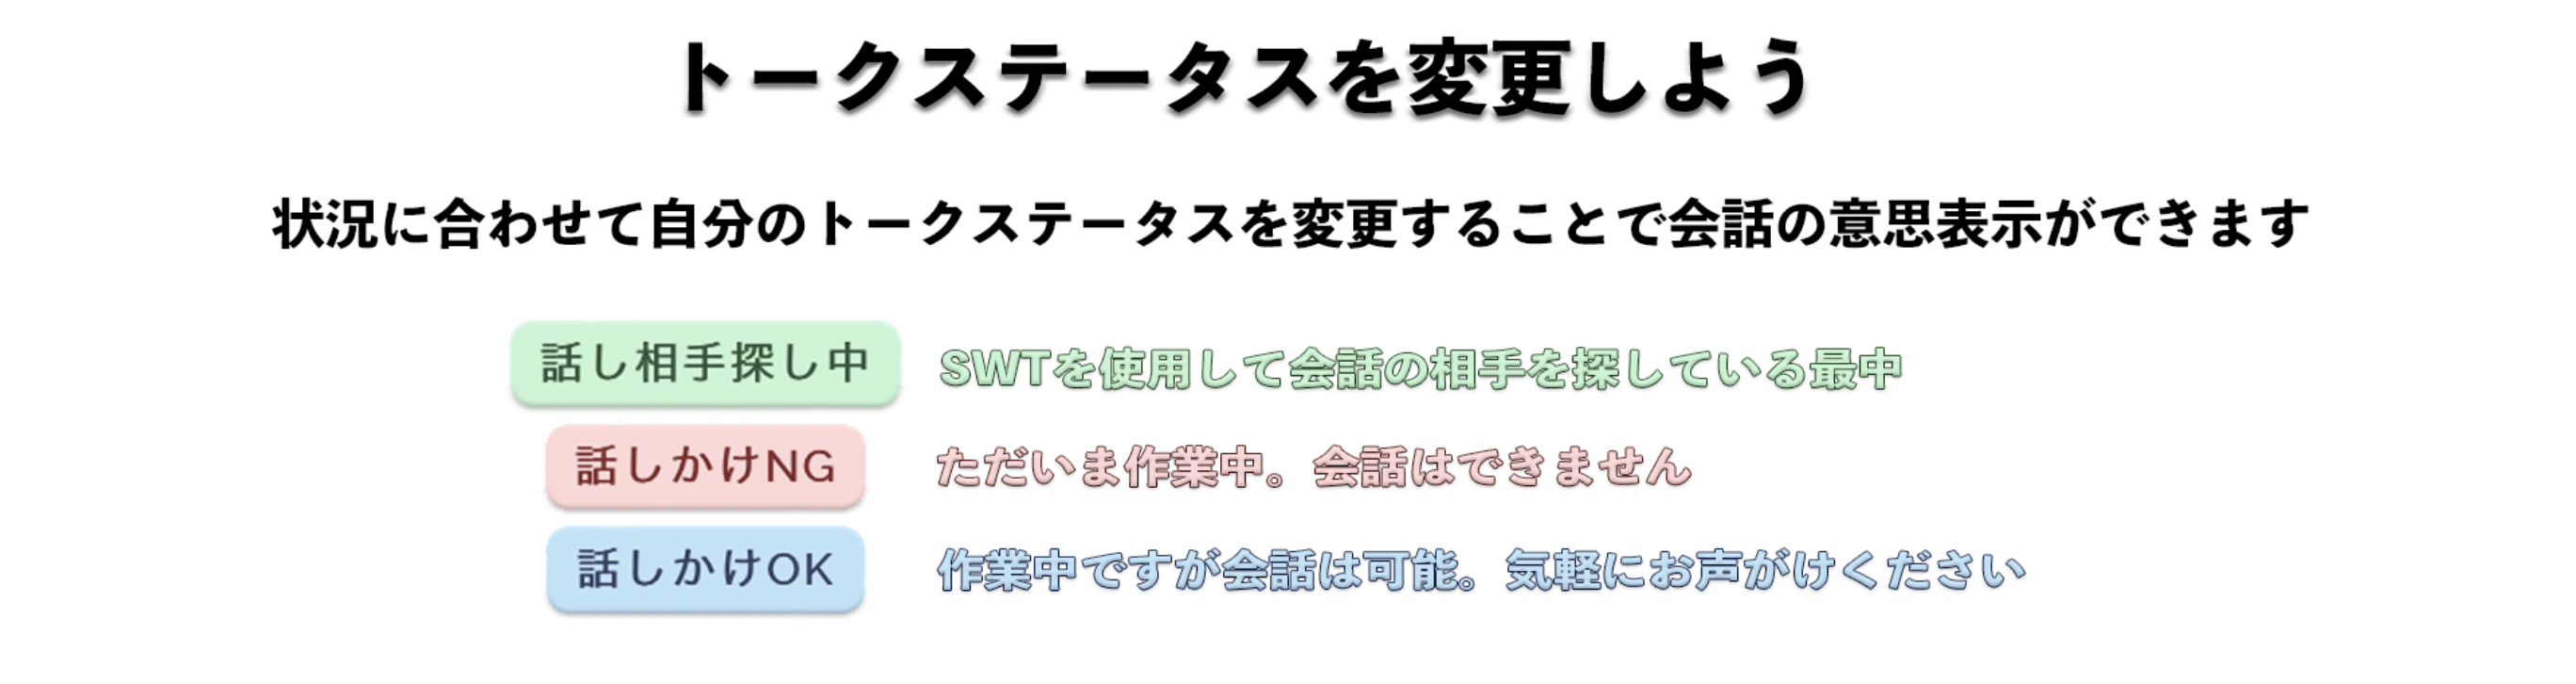 トークステータスを変更しよう
状況に合わせて自分のトークステータスを変更することで会話の意思表示ができます
話し相手探し中 SWTを使用して会話の相手を探している最中
話しかけNG ただいま作業中。会話はできません
話しかけOK 作業中ですが会話は可能。気軽にお声がけください